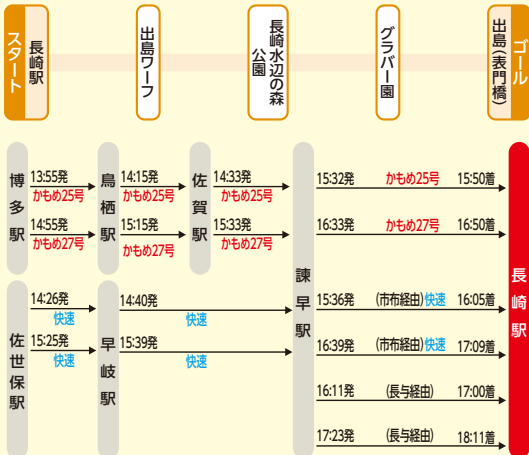 スタート
長崎駅
出島ワーフ
長崎水辺の森
公園
グラバー園
出島(表門橋)
ゴール
博多駅
13:55発
かもめ25号
鳥栖駅
14:15発
かもめ25号
佐賀駅
14:33発
かもめ25号
15:32発
かもめ25号
15:50着
14:55発
かもめ27号
15:15発
かもめ27号
15:33発
かもめ27号
16:33発
かもめ27号
16:50着
諫早駅
長崎駅
佐世保駅
14:26発
快速
早岐駅
14:40発
快速
15:36発
(市布経由)快速
16:05着
15:25発
快速
15:39発
快速
16:39発
(市布経由)快速
17:09着
16:11発
(長与経由)
17:00着
17:23発
(長与経由)
18:11着